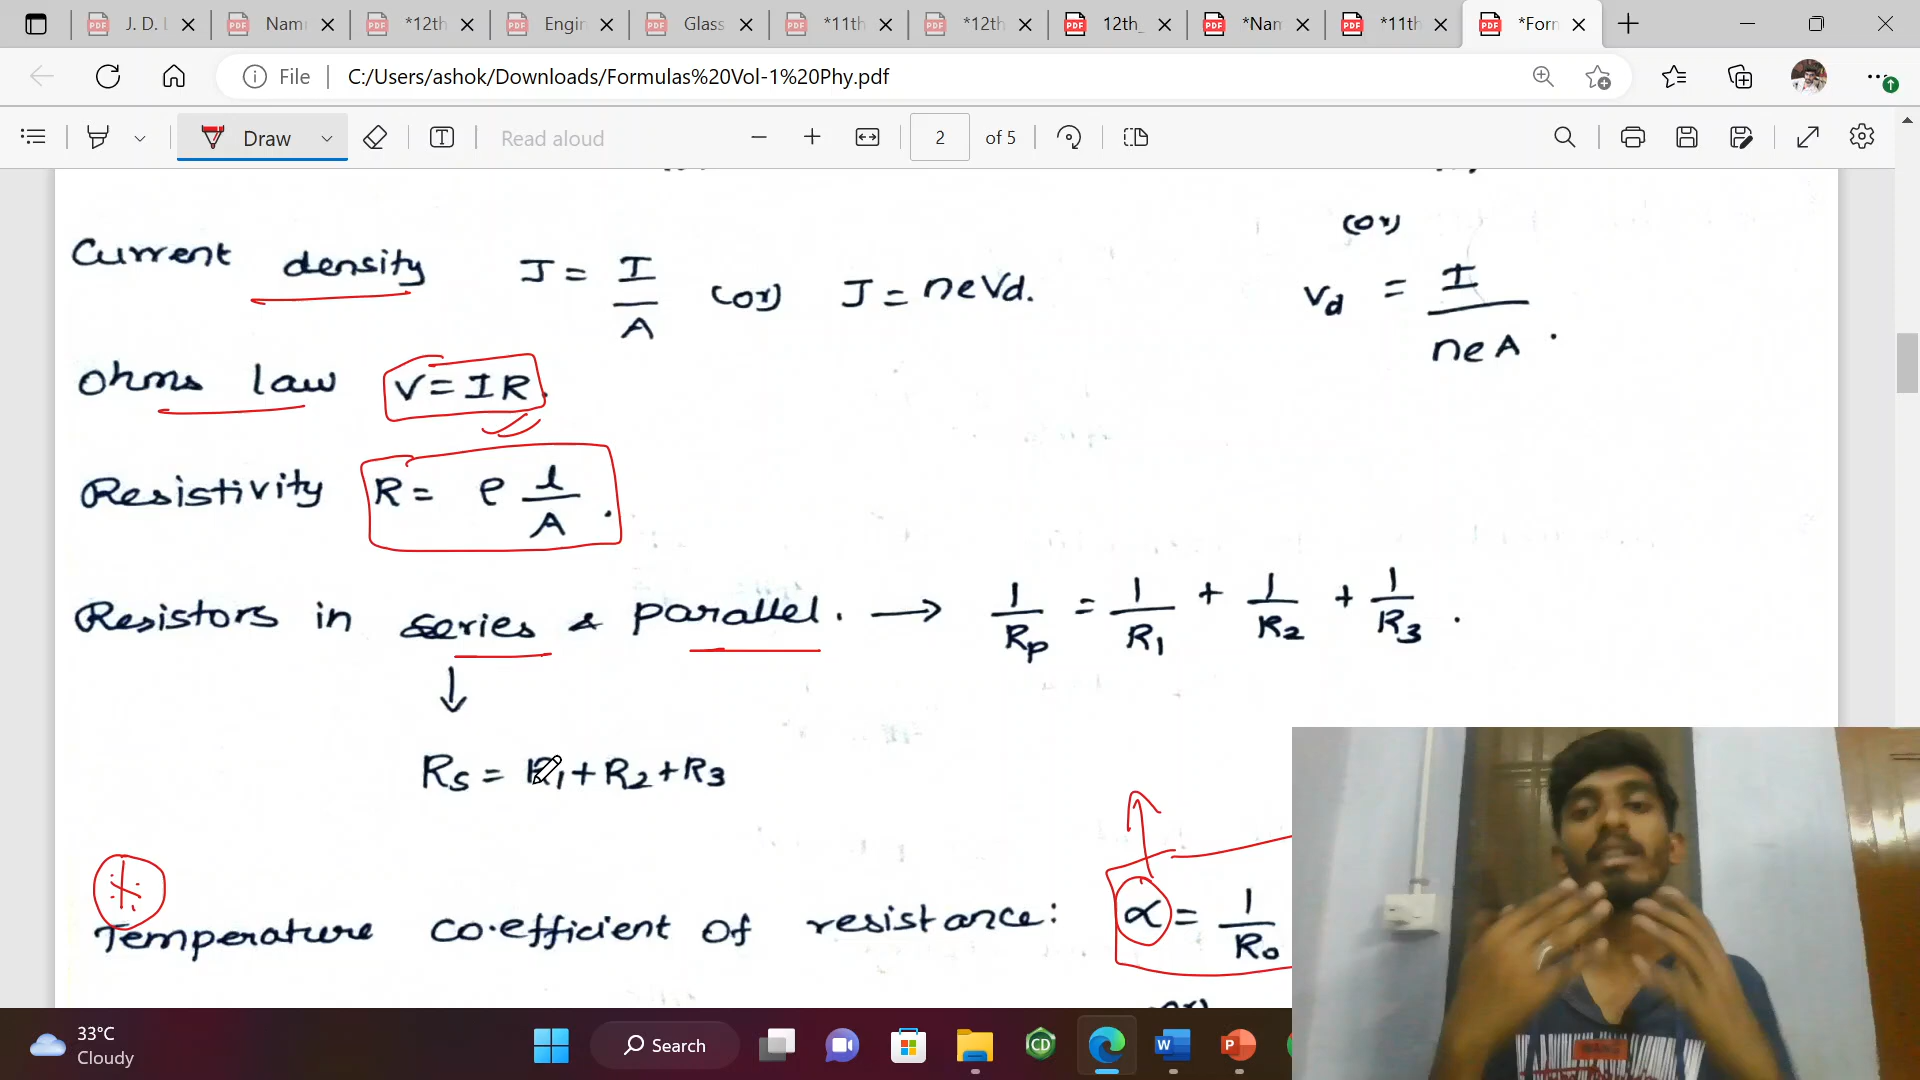 J. D. L
Nam
*12th
Engin
Glass
*11th
*12th
12th_
*Nam
*11th
*Forn
File
C:/Users/ashok/Downloads/Formulas%20Vol-1%20Phy.pdf
Draw
Read aloud
2 of 5
(or)
Current density J = I/A (or) J = neVd. Vd = I/neA.
Ohms law V = IR.
Resistivity R = ρ l/A.
Resistors in series & parallel. → 1/Rp = 1/R1 + 1/R2 + 1/R3.
↓
Rs = R1 + R2 + R3
Temperature co.efficient of resistance: α = 1/R₀
33°C
Cloudy
Search